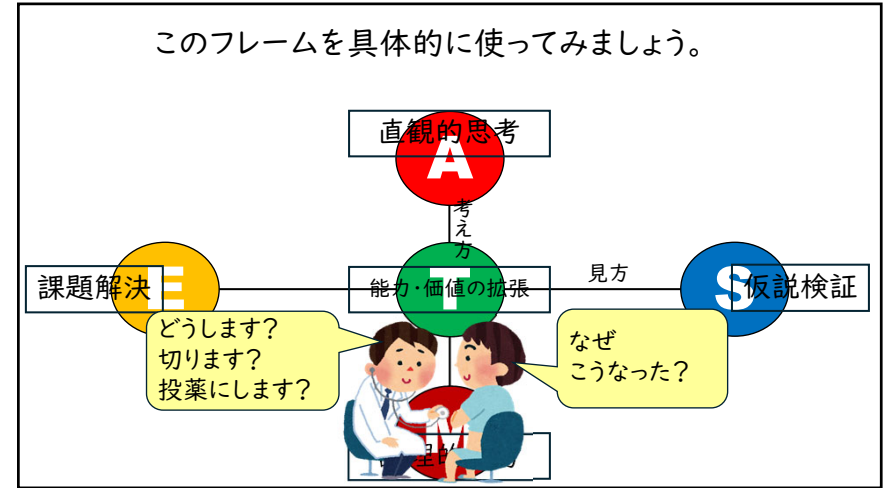 このフレームを具体的に使ってみましょう。
直観的思考
A
考え方
課題解決
E
能力・価値の拡張
T
見方
S
仮説検証
どうします?
切ります?
投薬にします?
なぜ
こうなった?
M